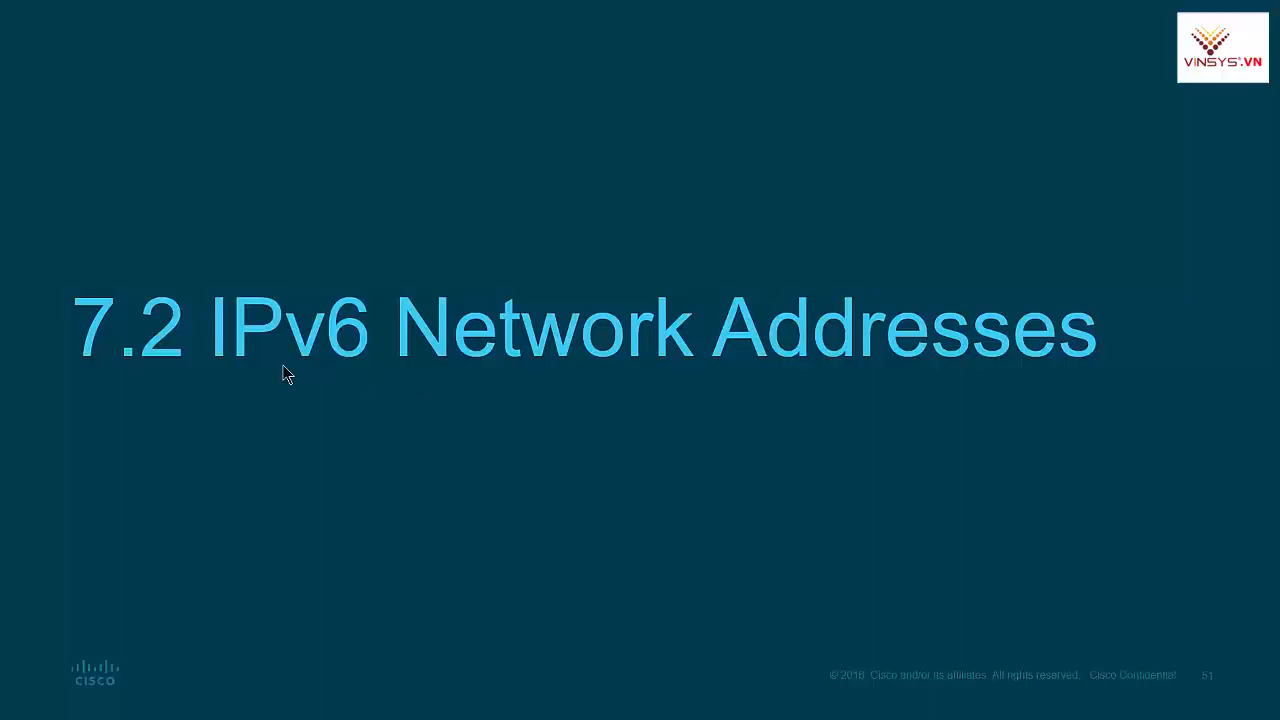 VINSYS.VN
7.2 IPv6 Network Addresses
CISCO
© 2016 Cisco and/or its affiliates. All rights reserved. Cisco Confidential 51